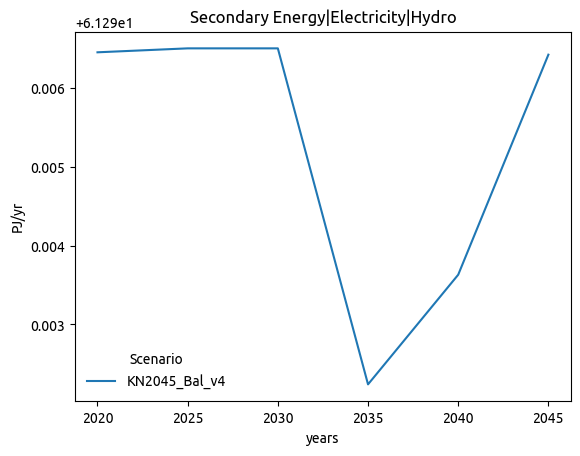 Secondary Energy|Electricity|Hydro
+6.129e1
0.006
0.005
0.004
0.003
PJ/yr
Scenario
KN2045_Bal_v4
2020 2025 2030 2035 2040 2045
years